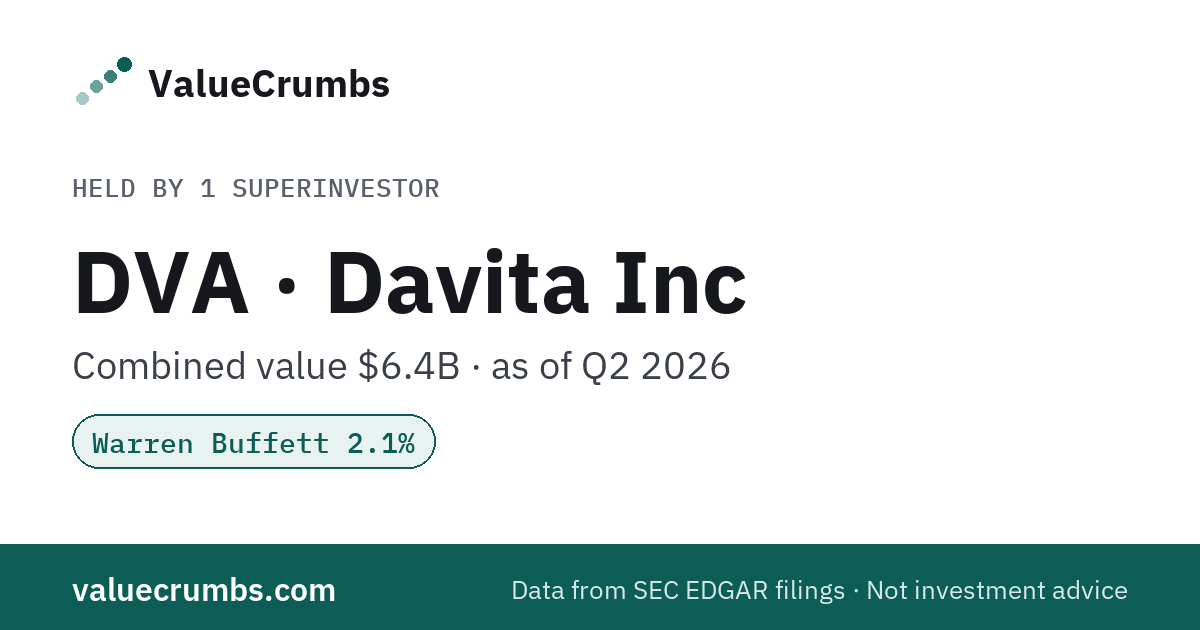 ValueCrumbs
HELD BY 1 SUPERINVESTOR
DVA · Davita Inc
Combined value $6.4B · as of Q2 2026
Warren Buffett 2.1%
valuecrumbs.com
Data from SEC EDGAR filings · Not investment advice